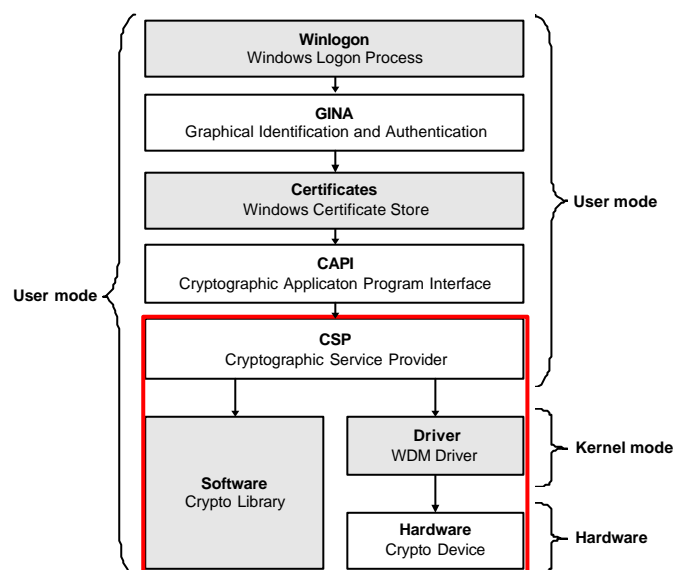 Winlogon
Windows Logon Process
GINA
Graphical Identification and Authentication
Certificates
Windows Certificate Store
User mode
CAPI
Cryptographic Applicaton Program Interface
User mode
CSP
Cryptographic Service Provider
Driver
WDM Driver
Kernel mode
Software
Crypto Library
Hardware
Crypto Device
Hardware